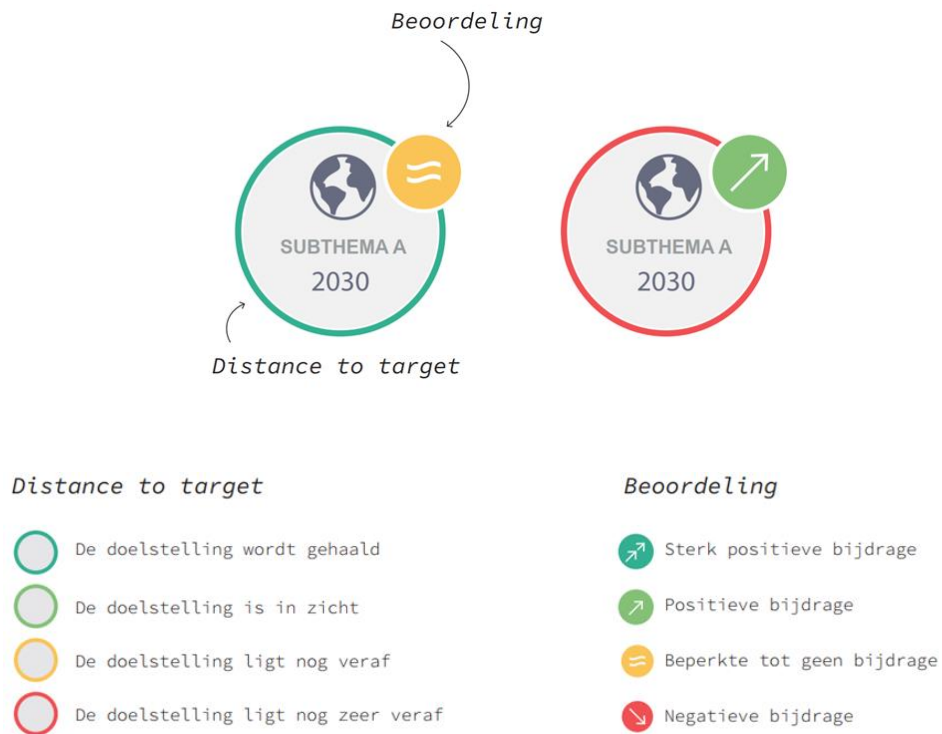 Beoordeling
SUBTHEMA A
2030
SUBTHEMA A
2030
Distance to target
Distance to target
De doelstelling wordt gehaald
De doelstelling is in zicht
De doelstelling ligt nog veraf
De doelstelling ligt nog zeer veraf
Beoordeling
Sterk positieve bijdrage
Positieve bijdrage
Beperkte tot geen bijdrage
Negatieve bijdrage